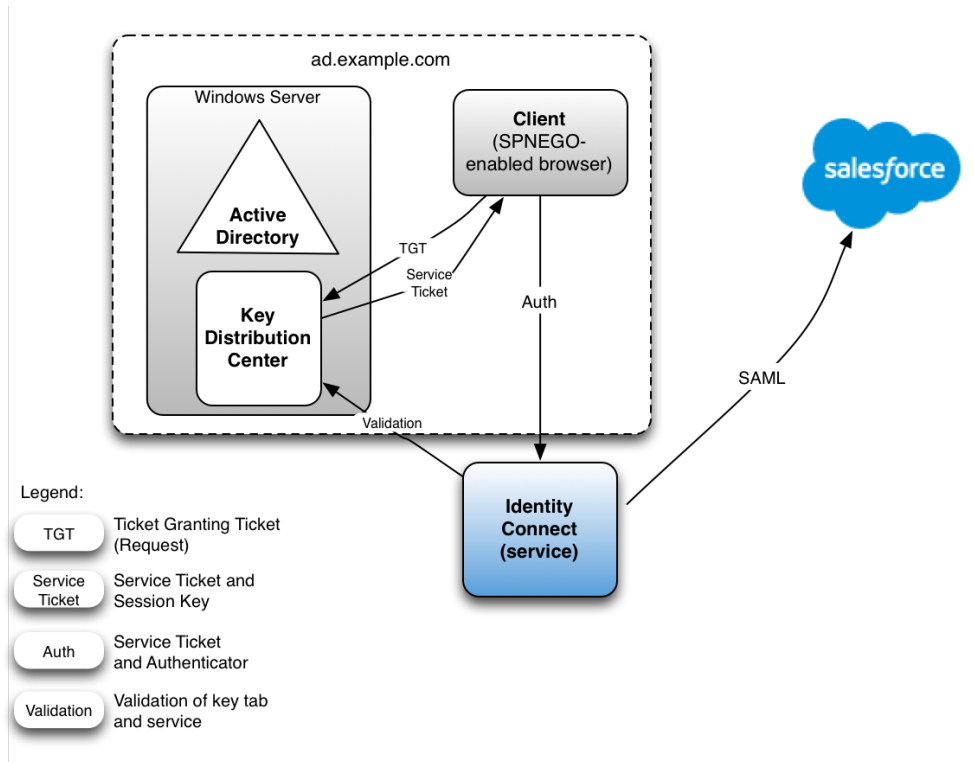 ad.example.com
Windows Server
Active
Directory
Key
Distribution
Center
Client
(SPNEGO-
enabled browser)
TGT
Service
Ticket
Auth
Validation
Identity
Connect
(service)
SAML
salesforce
Legend:
TGT
Ticket Granting Ticket
(Request)
Service
Ticket
Service Ticket and
Session Key
Auth
Service Ticket
and Authenticator
Validation
Validation of key tab
and service